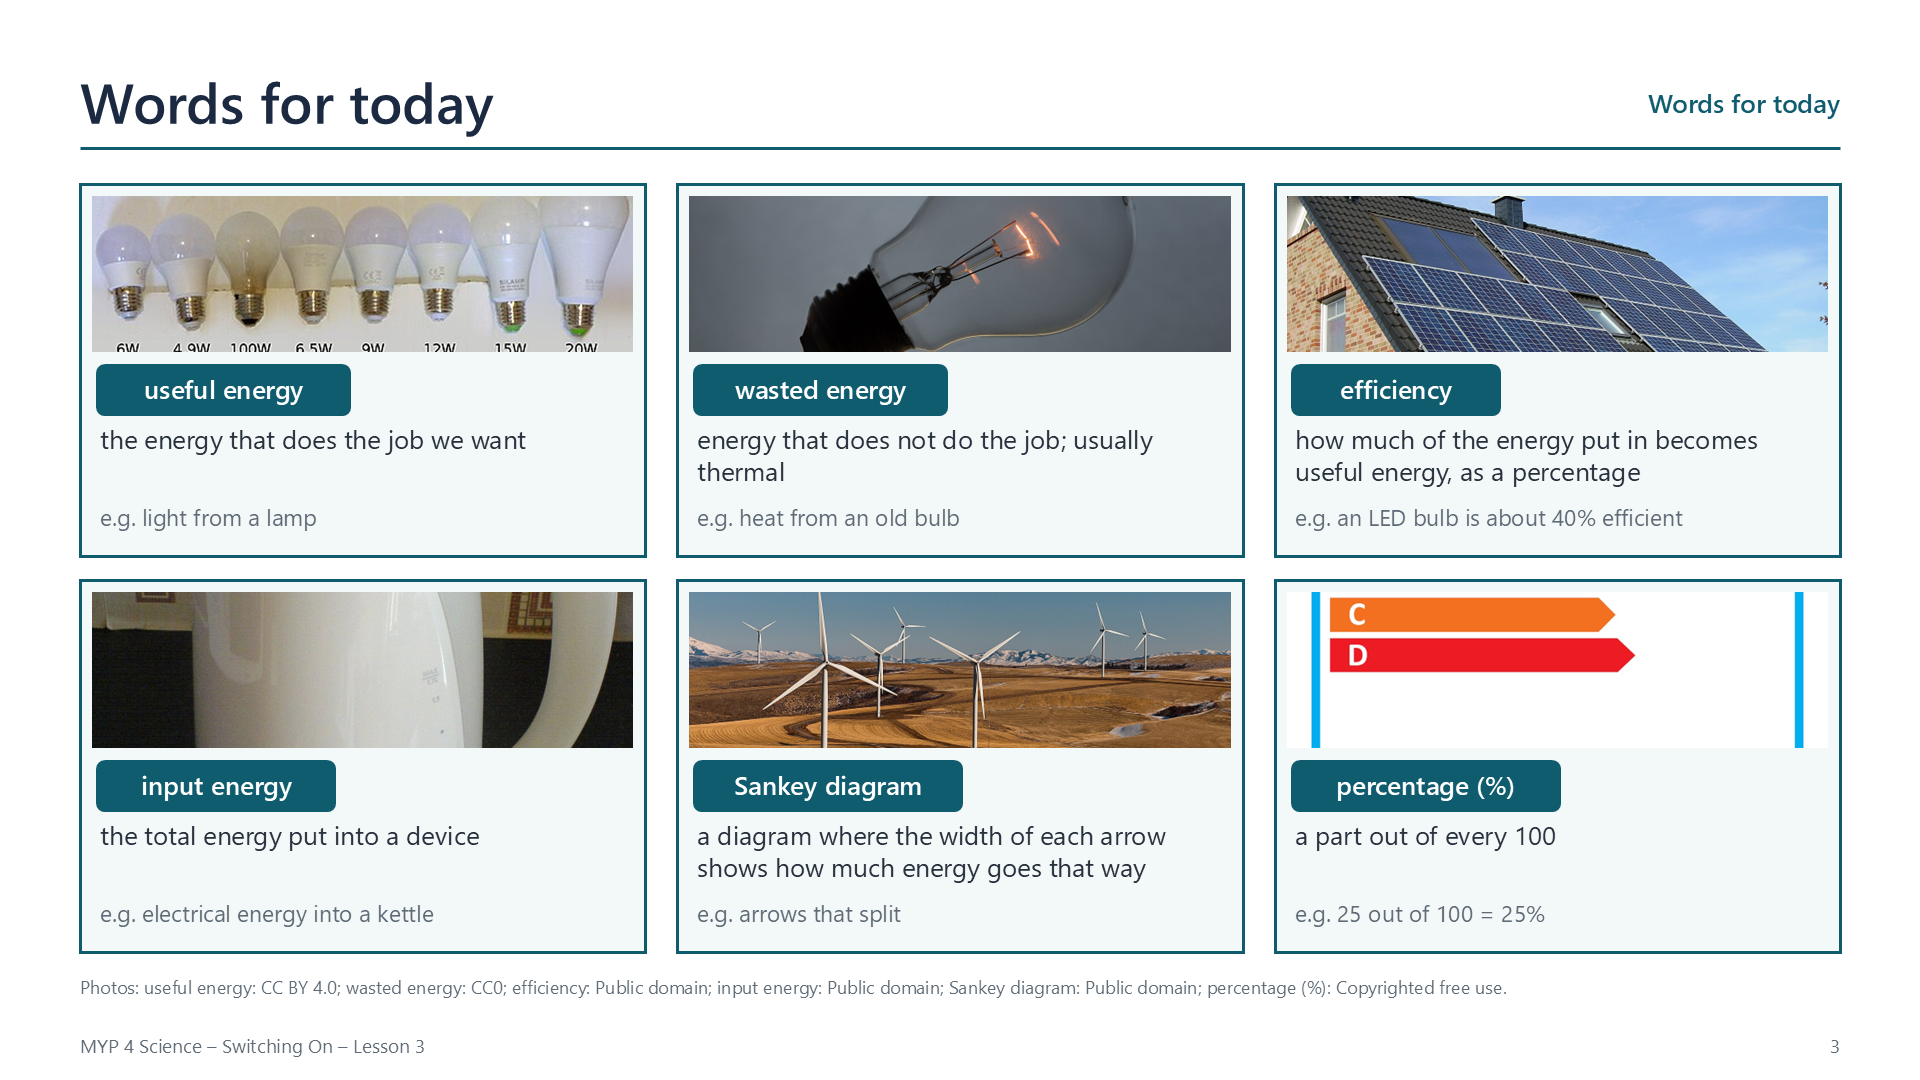 Words for today
Words for today
6W 4.9W 100W 6.5W 9W 12W 15W 20W
useful energy
the energy that does the job we want
e.g. light from a lamp
wasted energy
energy that does not do the job; usually
thermal
e.g. heat from an old bulb
efficiency
how much of the energy put in becomes
useful energy, as a percentage
e.g. an LED bulb is about 40% efficient
input energy
the total energy put into a device
e.g. electrical energy into a kettle
Sankey diagram
a diagram where the width of each arrow
shows how much energy goes that way
e.g. arrows that split
C
D
percentage (%)
a part out of every 100
e.g. 25 out of 100 = 25%
Photos: useful energy: CC BY 4.0; wasted energy: CC0; efficiency: Public domain; input energy: Public domain; Sankey diagram: Public domain; percentage (%): Copyrighted free use.
MYP 4 Science – Switching On – Lesson 3
3